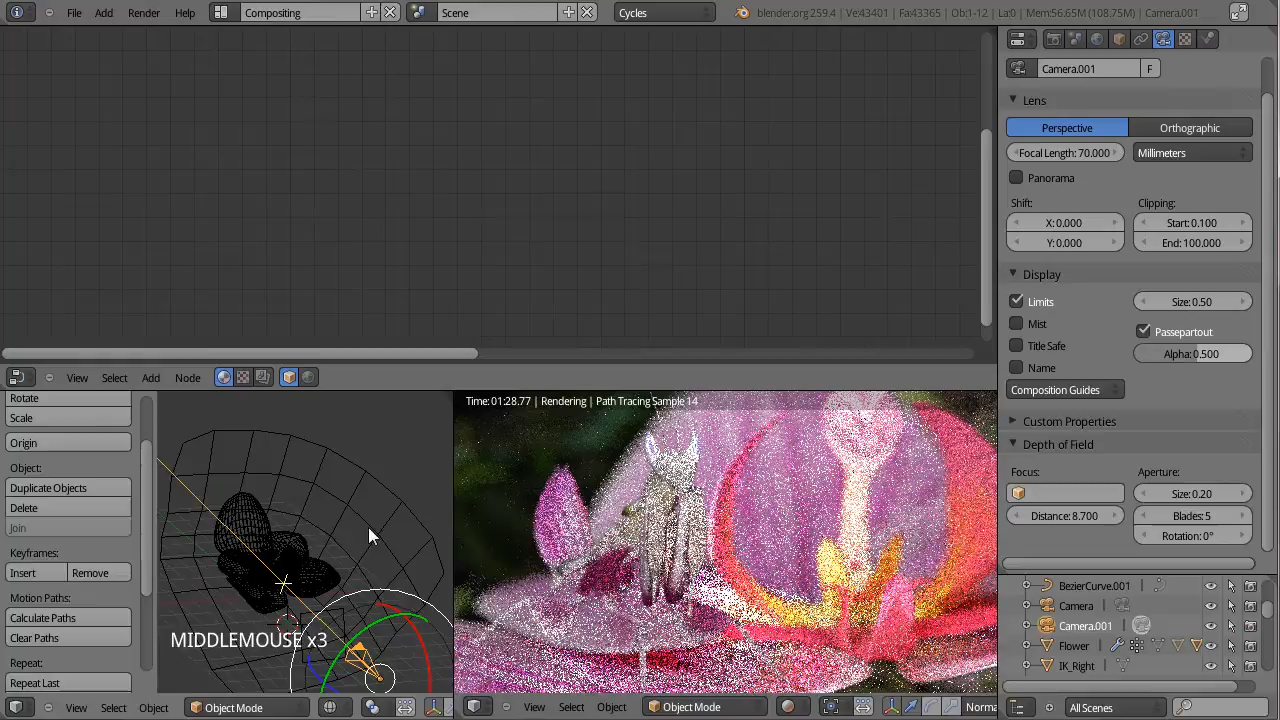 File Add Render Help Compositing Scene Cycles blender.org 259.4 | Ve:43401 | Fa:43365 | Ob:1-12 | La:0 | Mem:56.65M (108.75M) | Camera.001
Camera.001 F
Lens
Perspective Orthographic
Focal Length: 70.000 Millimeters
Panorama
Shift: Clipping:
X: 0.000 Start: 0.100
Y: 0.000 End: 100.000
Display
Limits Size: 0.50
Mist Passepartout
Title Safe Alpha: 0.500
Name
Composition Guides
Custom Properties
Depth of Field
Focus: Aperture:
Size: 0.20
Distance: 8.700 Blades: 5
Rotation: 0°
BezierCurve.001
Camera
Camera.001
Flower
IK_Right
All Scenes
View Select Add Node
Rotate
Scale
Origin
Object:
Duplicate Objects
Delete
Join
Keyframes:
Insert Remove
Motion Paths:
Calculate Paths
Clear Paths
Repeat:
Repeat Last
MIDDLEMOUSE x3
View Select Object Object Mode
Time: 01:28.77 | Rendering | Path Tracing Sample 14
View Select Object Object Mode Norma